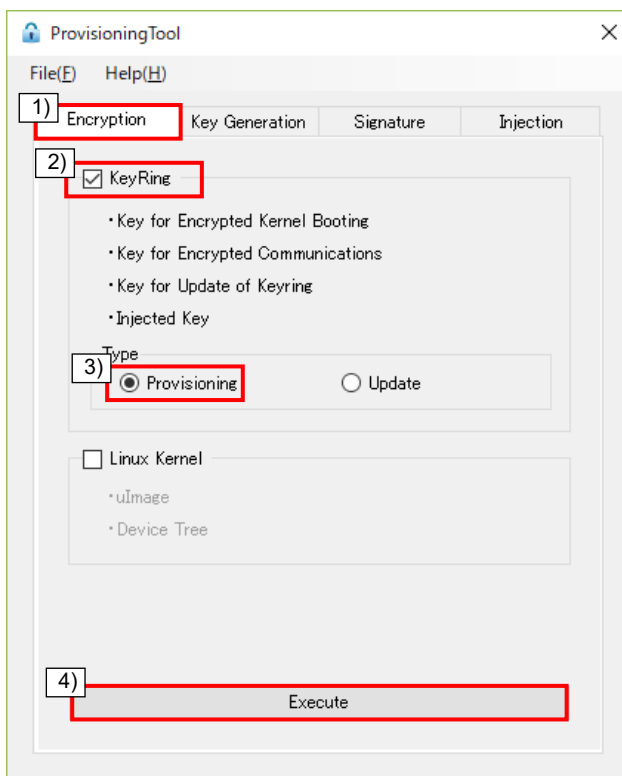 ProvisioningTool
File(F) Help(H)
1) Encryption Key Generation Signature Injection
2) KeyRing
・Key for Encrypted Kernel Booting
・Key for Encrypted Communications
・Key for Update of Keyring
・Injected Key
Type
3) Provisioning Update
Linux Kernel
・uImage
・Device Tree
4) Execute